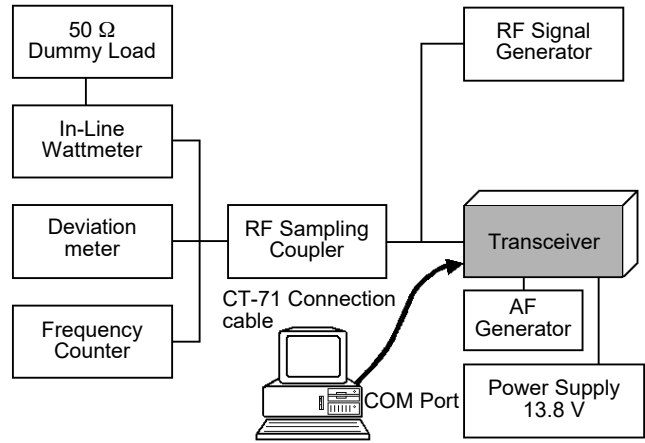 50 Ω
Dummy Load
RF Signal
Generator
In-Line
Wattmeter
Deviation
meter
RF Sampling
Coupler
Transceiver
CT-71 Connection
cable
AF
Generator
Frequency
Counter
COM Port
Power Supply
13.8 V